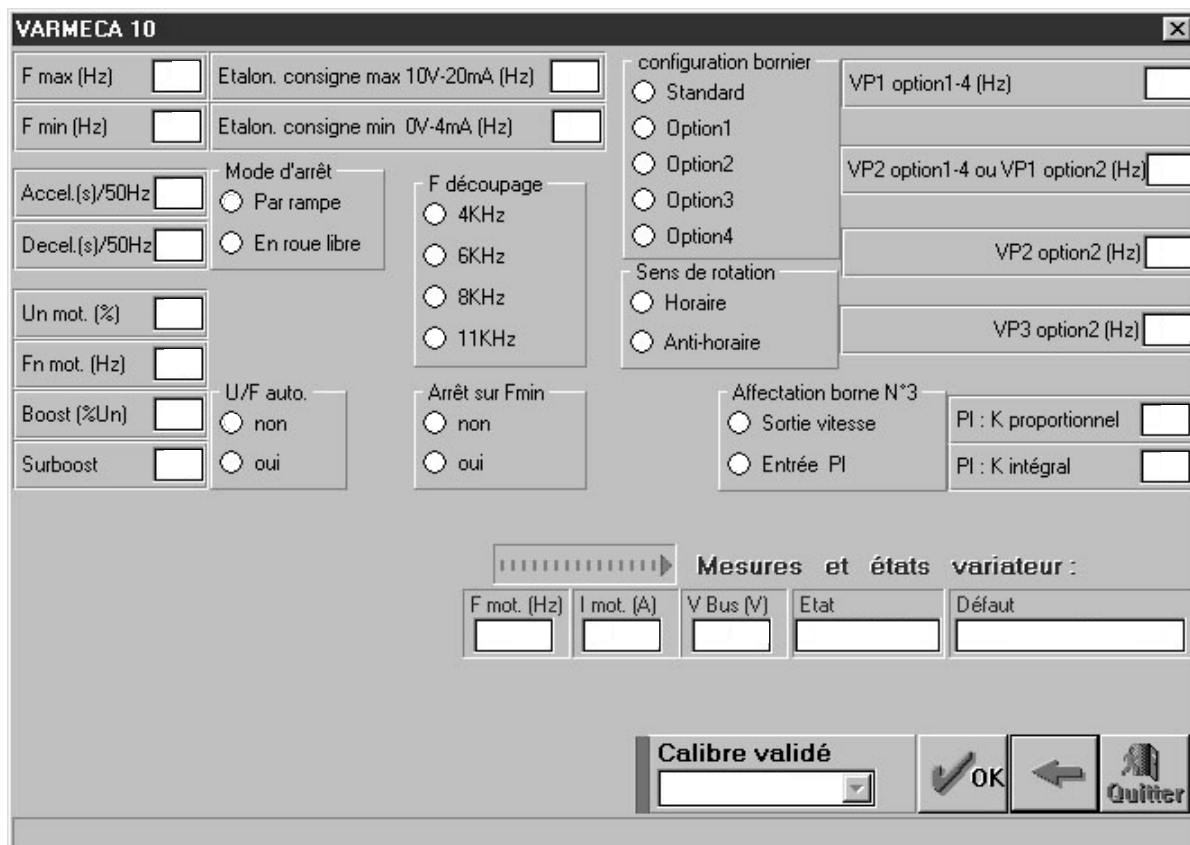 VARMECA 10
F max (Hz)
Etalon. consigne max 10V-20mA (Hz)
F min (Hz)
Etalon. consigne min 0V-4mA (Hz)
configuration bornier
Standard
Option1
Option2
Option3
Option4
VP1 option1-4 (Hz)
VP2 option1-4 ou VP1 option2 (Hz)
VP2 option2 (Hz)
VP3 option2 (Hz)
Accel.(s)/50Hz
Decel.(s)/50Hz
Mode d'arrêt
Par rampe
En roue libre
F découpage
4KHz
6KHz
8KHz
11KHz
Sens de rotation
Horaire
Anti-horaire
Un mot. (%)
Fn mot. (Hz)
Boost (%Un)
Surboost
U/F auto.
non
oui
Arrêt sur Fmin
non
oui
Affectation borne N°3
Sortie vitesse
Entrée PI
PI : K proportionnel
PI : K intégral
Mesures et états variateur :
F mot. (Hz)
I mot. (A)
V Bus (V)
Etat
Défaut
Calibre validé
OK
Quitter